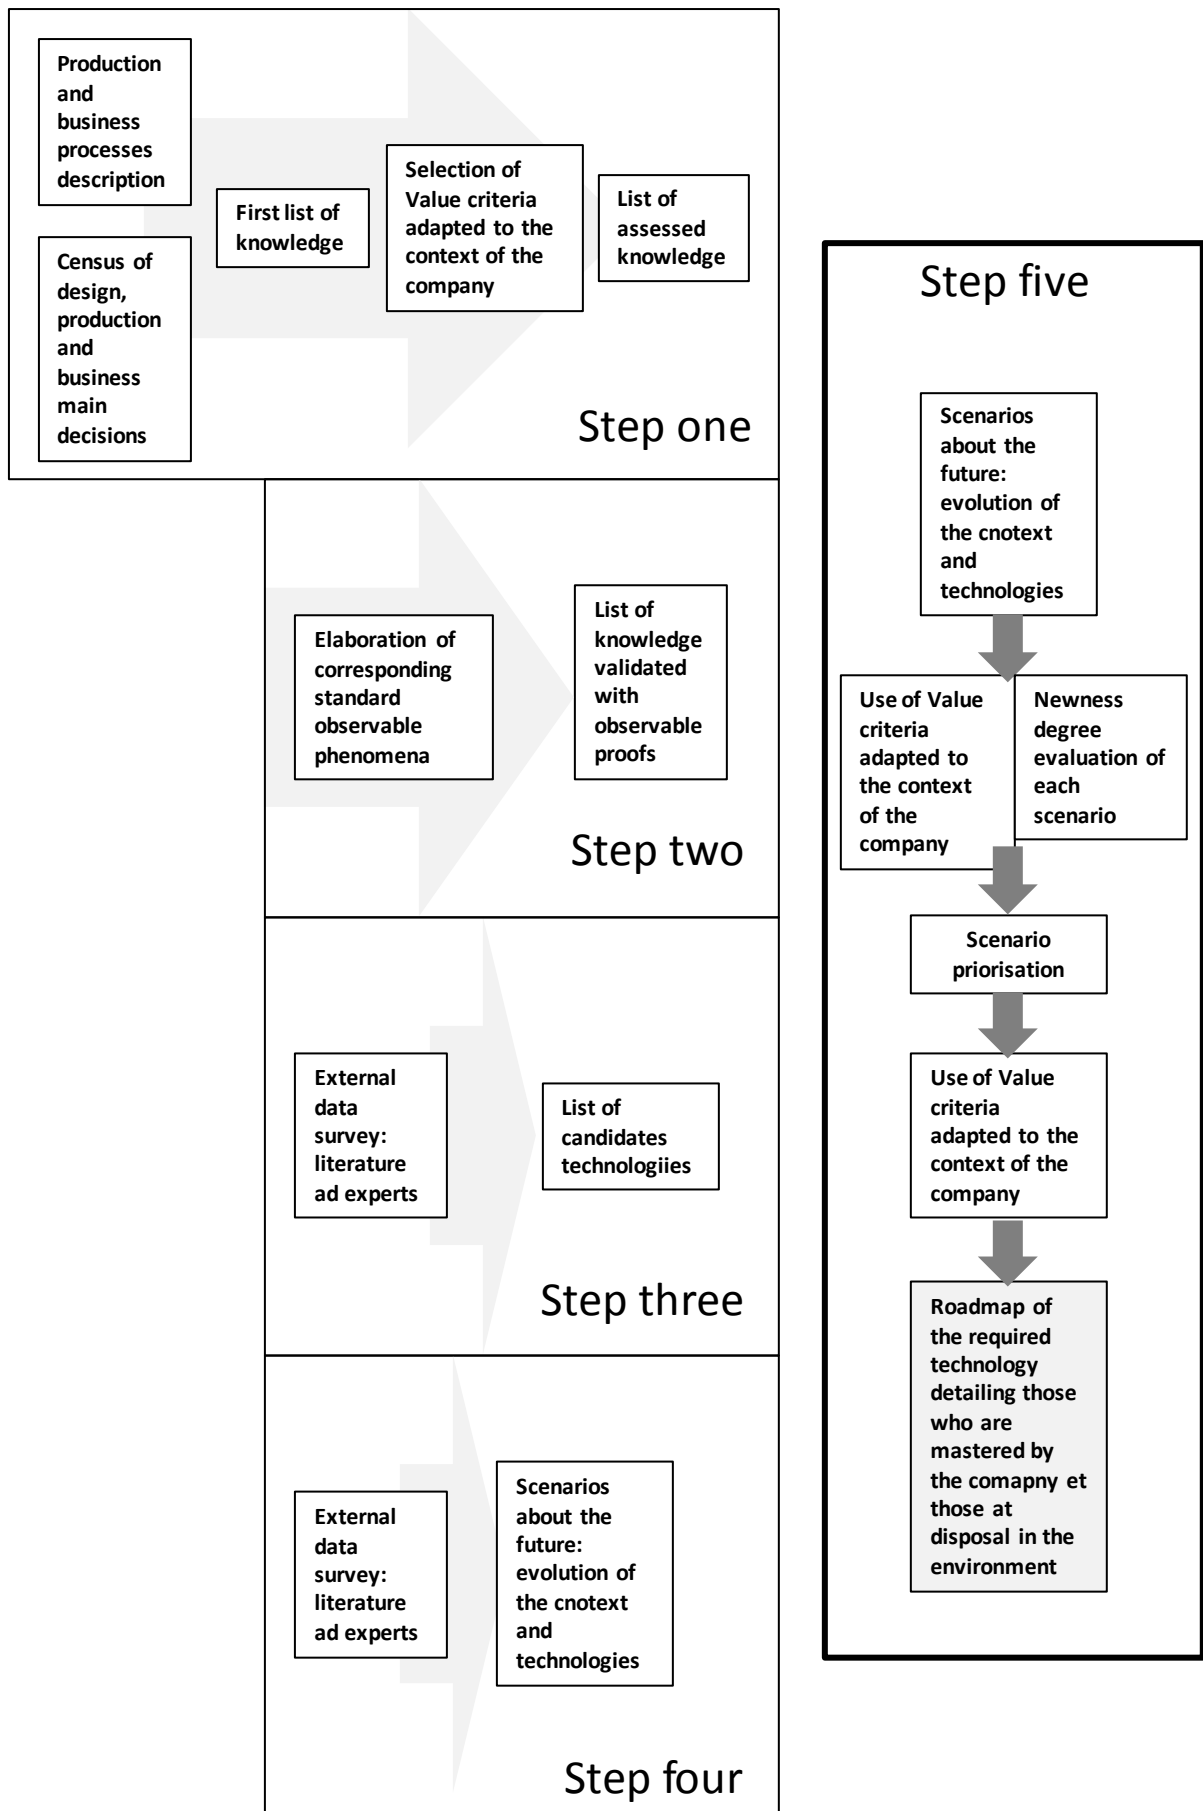 Production
and
business
processes
description
Census of
design,
production
and
business
main
decisions
First list of
knowledge
Selection of
Value criteria
adapted to the
context of the
company
List of
assessed
knowledge
Step one
Elaboration of
corresponding
standard
observable
phenomena
List of
knowledge
validated
with
observable
proofs
Step two
External
data
survey:
literature
ad experts
List of
candidates
technologiies
Step three
External
data
survey:
literature
ad experts
Scenarios
about the
future:
evolution of
the cnotext
and
technologies
Step four
Step five
Scenarios
about the
future:
evolution of
the cnotext
and
technologies
Use of Value
criteria
adapted to
the context
of the
company
Newness
degree
evaluation of
each
scenario
Scenario
priorisation
Use of Value
criteria
adapted to the
context of the
company
Roadmap of
the required
technology
detailing those
who are
mastered by
the comapny et
those at
disposal in the
environment